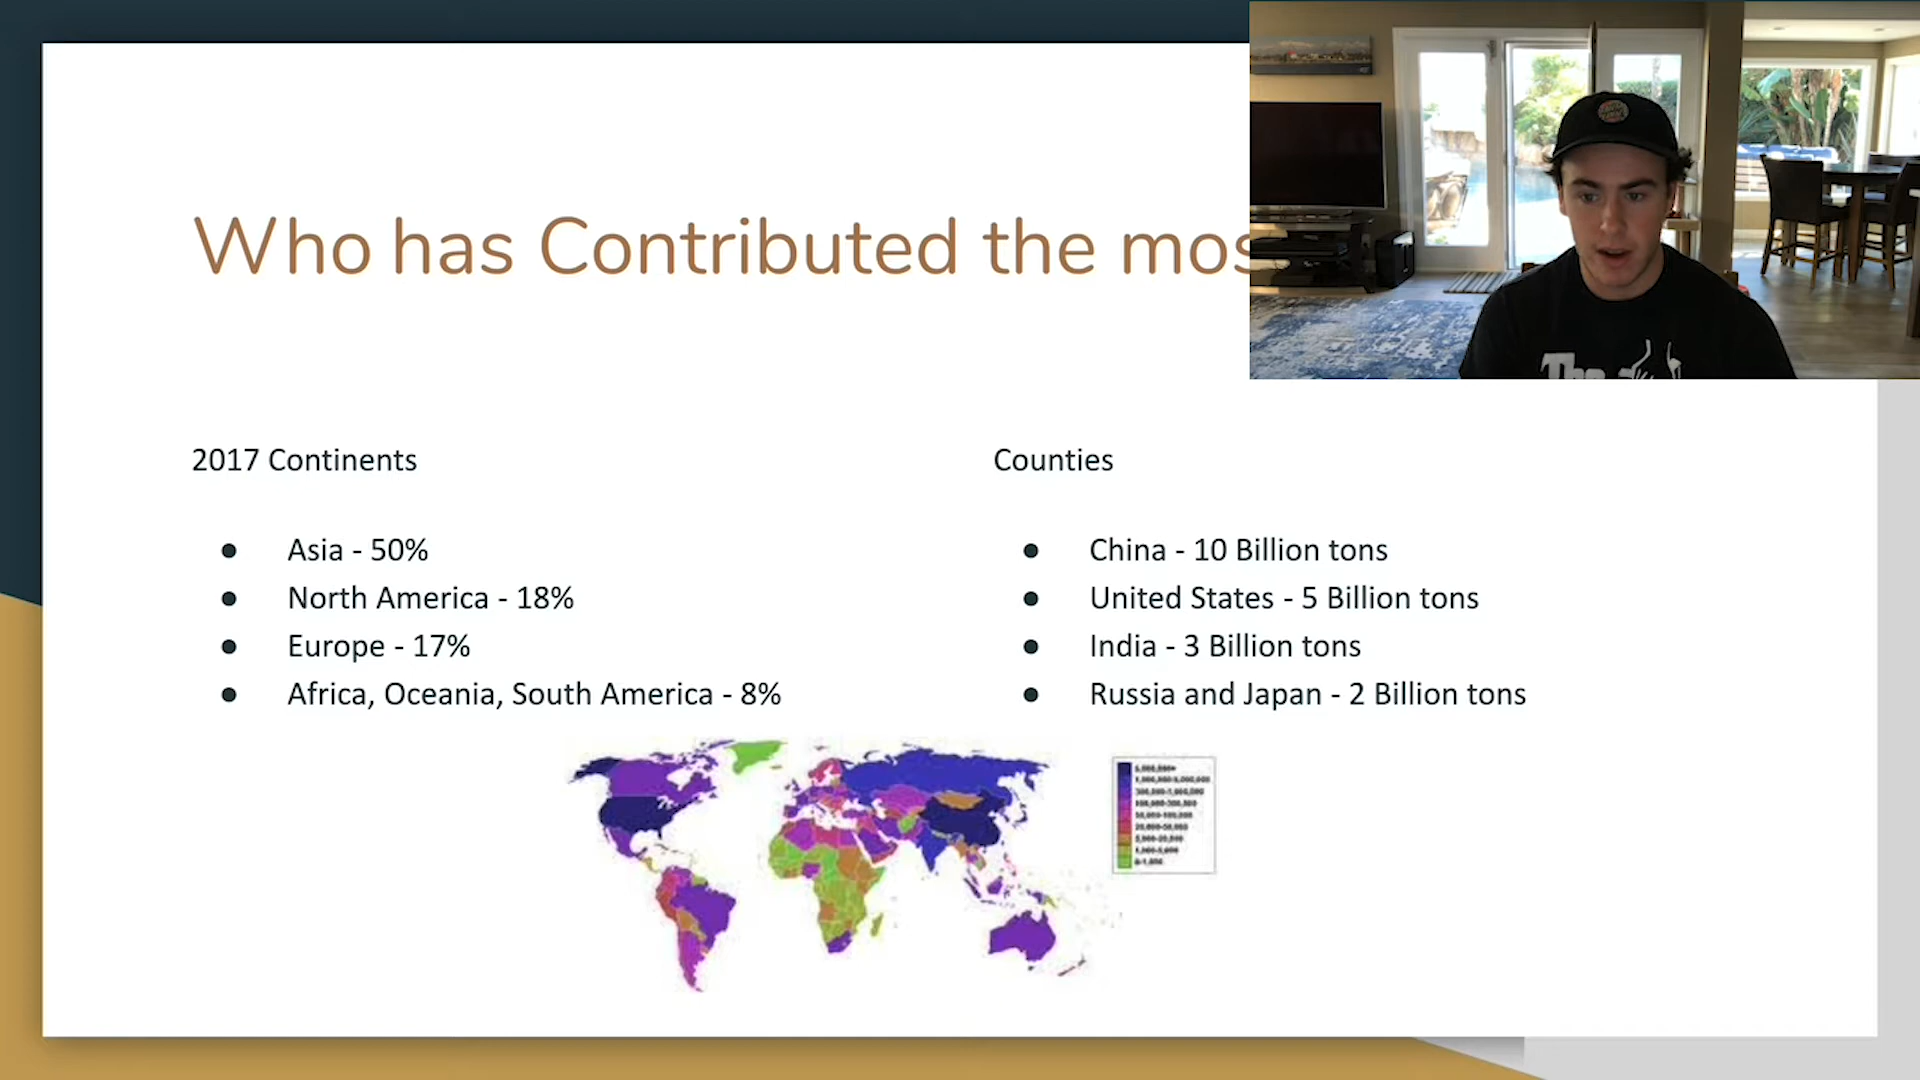 Who has Contributed the mos
2017 Continents
Asia - 50%
North America - 18%
Europe - 17%
Africa, Oceania, South America - 8%
Counties
China - 10 Billion tons
United States - 5 Billion tons
India - 3 Billion tons
Russia and Japan - 2 Billion tons
The